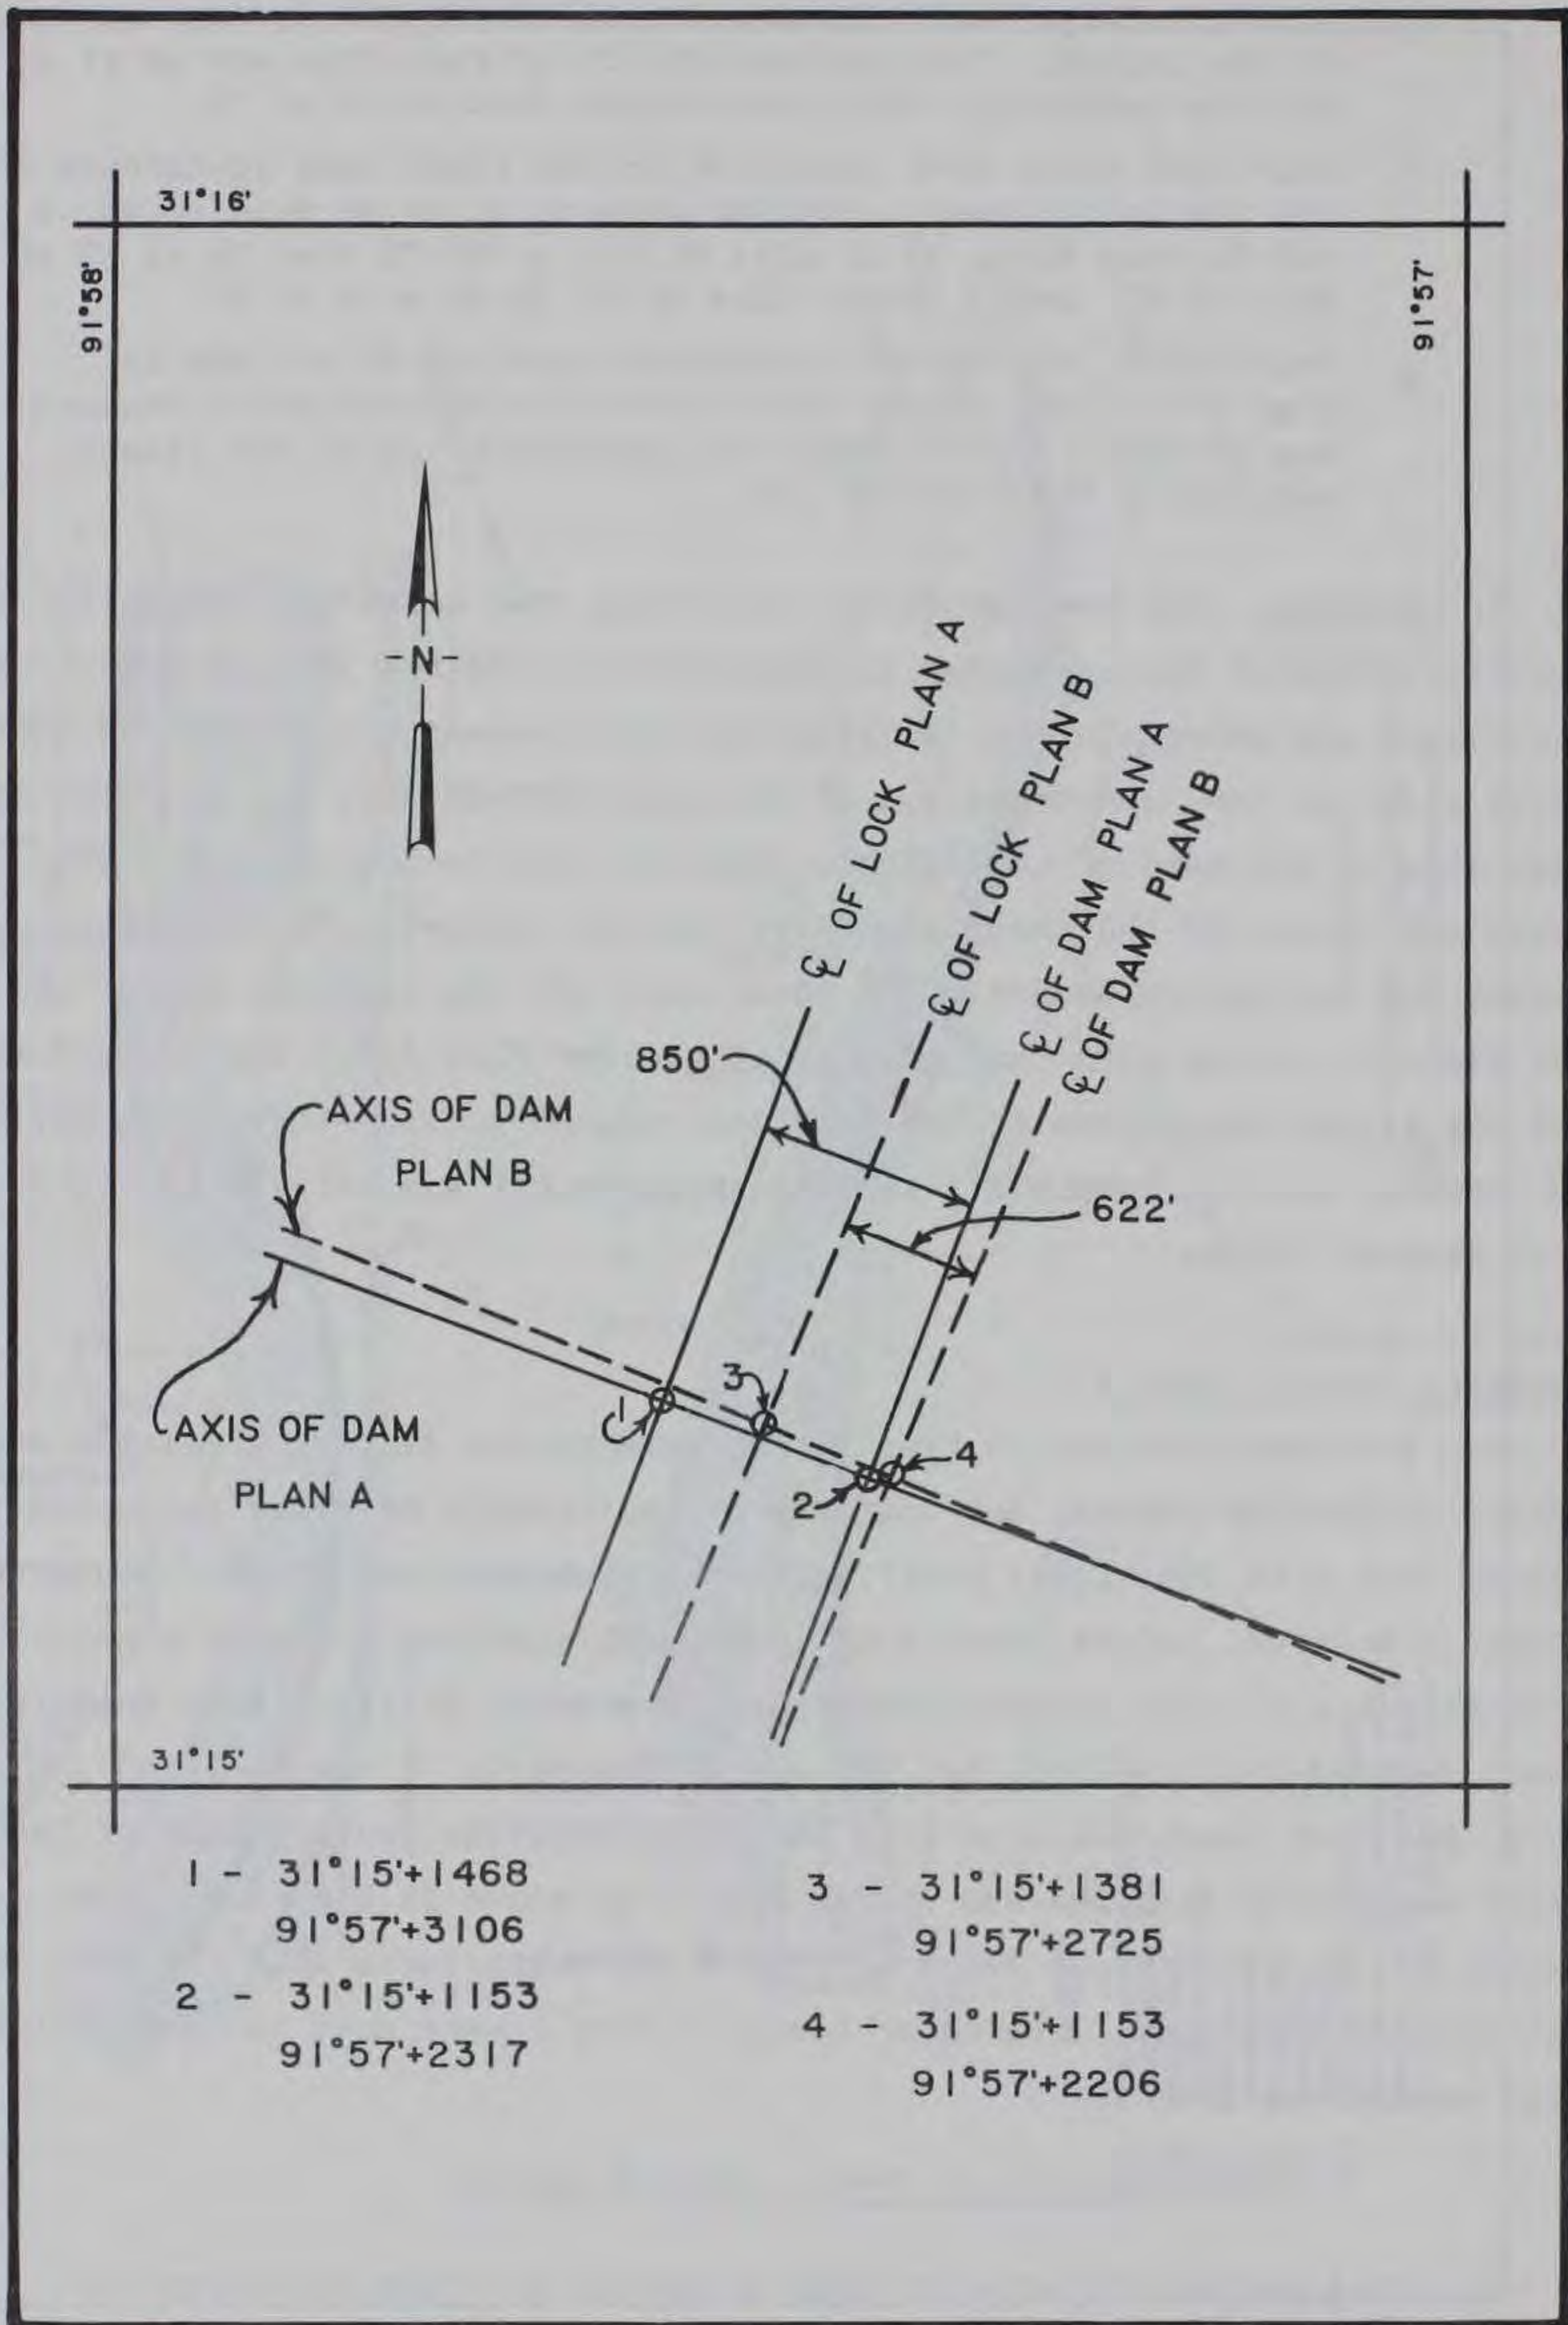 31°16'
91°58'
91°57'
-N-
℄ OF LOCK PLAN A
℄ OF LOCK PLAN B
℄ OF DAM PLAN A
℄ OF DAM PLAN B
850'
AXIS OF DAM
PLAN B
622'
3
1
AXIS OF DAM
PLAN A
4
2
31°15'
1 - 31°15'+1468
91°57'+3106
2 - 31°15'+1153
91°57'+2317
3 - 31°15'+1381
91°57'+2725
4 - 31°15'+1153
91°57'+2206